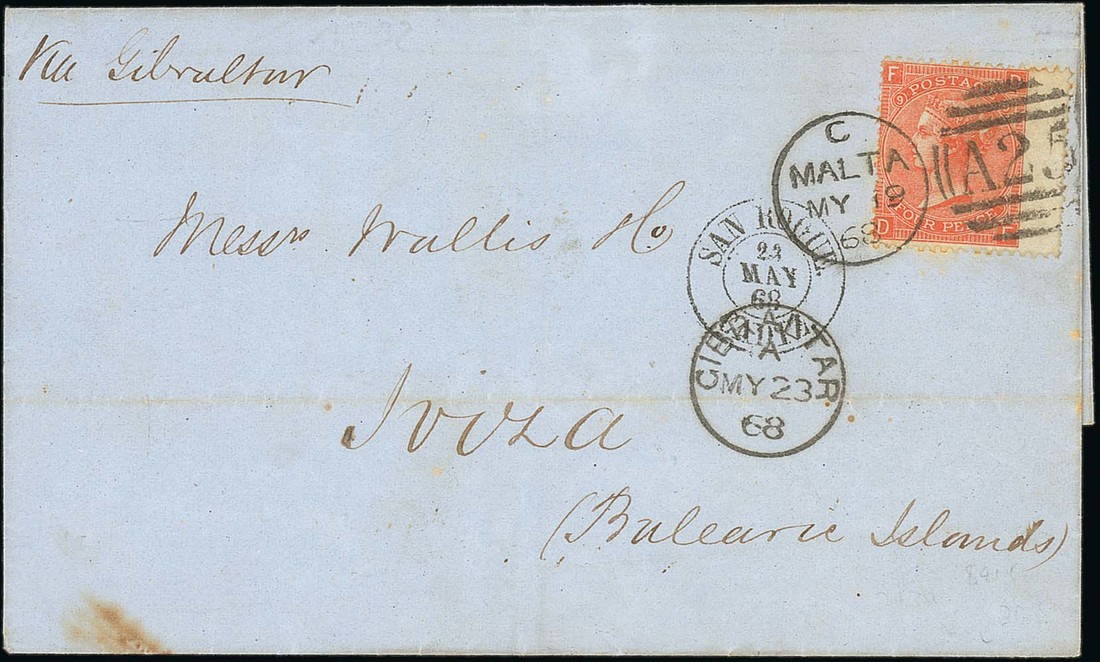 Via Gibraltar
F D
9 POSTAGE
FOUR PENCE
D F
A25
C
MALTA
MY 19
68
Messrs Wallis & Co
SAN ROQUE
23
MAY
68
GIBRALTAR
A
MY 23
68
Iviza
(Balearic Islands)